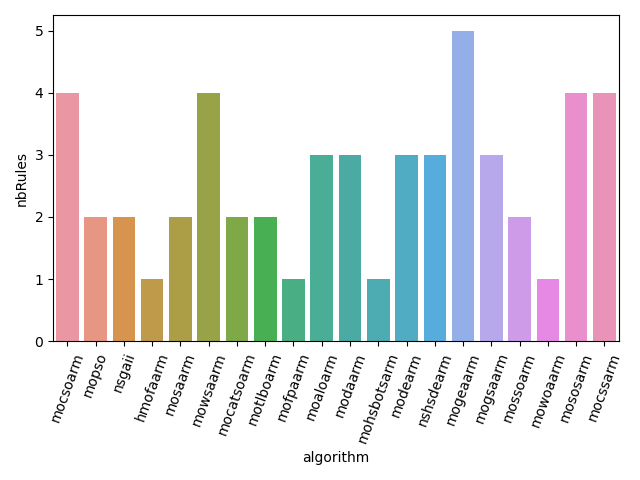 nbRules
5
4
3
2
1
0
mocsoarm
mopso
nsgaii
hmofaarm
mosaarm
mowsaarm
mocatsoarm
motlboarm
mofpaarm
moaloarm
modaarm
mohsbotsarm
modearm
nshsdearm
mogeaarm
mogsaarm
mossoarm
mowoaarm
mososarm
mocssarm
algorithm